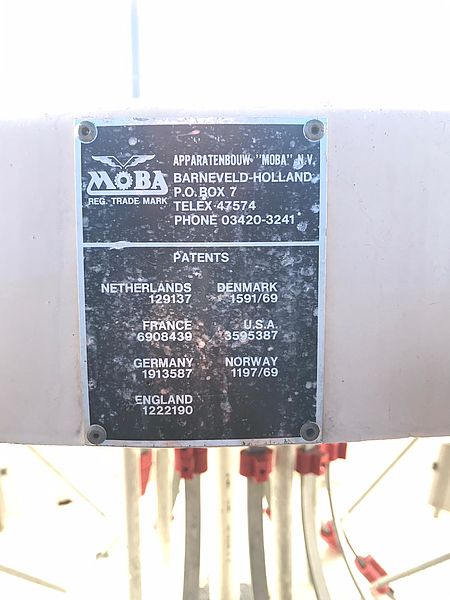 MOBA
REG. TRADE MARK
APPARATENBOUW "MOBA" N.V.
BARNEVELD-HOLLAND
P.O. BOX 7
TELEX 47574
PHONE 03420-3241
PATENTS
NETHERLANDS
129137
DENMARK
1591/69
FRANCE
6908439
U.S.A.
3595387
GERMANY
1913587
NORWAY
1197/69
ENGLAND
1222190